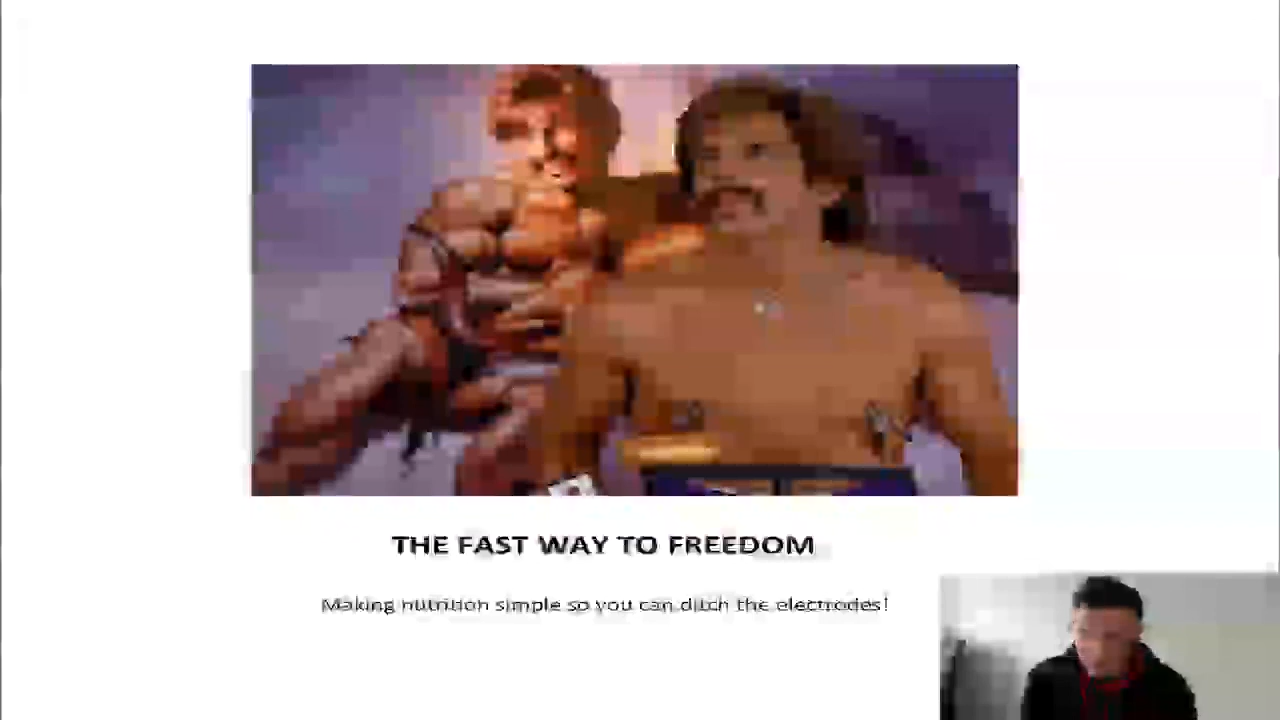 THE FAST WAY TO FREEDOM
Making nutrition simple so you can ditch the electrodes!